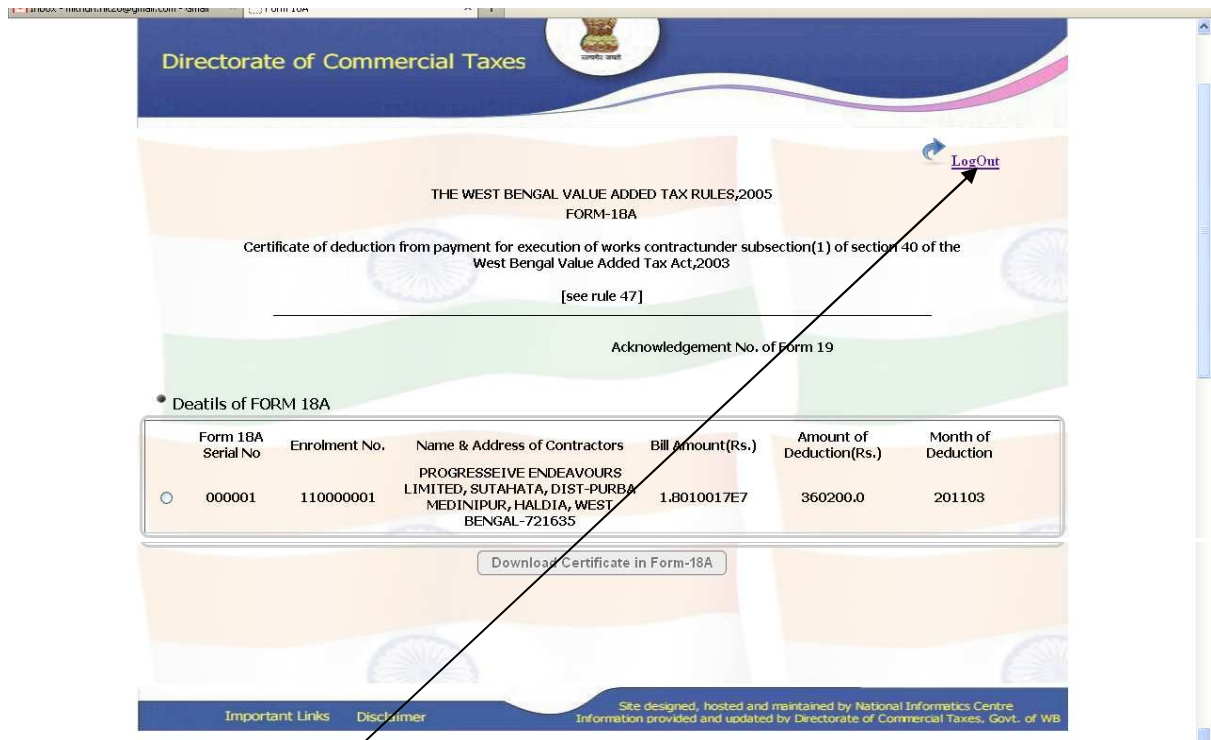 Directorate of Commercial Taxes
सत्यमेव जयते
LogOut
THE WEST BENGAL VALUE ADDED TAX RULES,2005
FORM-18A
Certificate of deduction from payment for execution of works contractunder subsection(1) of section 40 of the
West Bengal Value Added Tax Act,2003
[see rule 47]
Acknowledgement No. of Form 19
Deatils of FORM 18A
Form 18A Serial No Enrolment No. Name & Address of Contractors Bill Amount(Rs.) Amount of Deduction(Rs.) Month of Deduction
000001 110000001 PROGRESSEIVE ENDEAVOURS LIMITED, SUTAHATA, DIST-PURBA MEDINIPUR, HALDIA, WEST BENGAL-721635 1.8010017E7 360200.0 201103
Download Certificate in Form-18A
Important Links Disclaimer
Site designed, hosted and maintained by National Informatics Centre
Information provided and updated by Directorate of Commercial Taxes, Govt. of WB